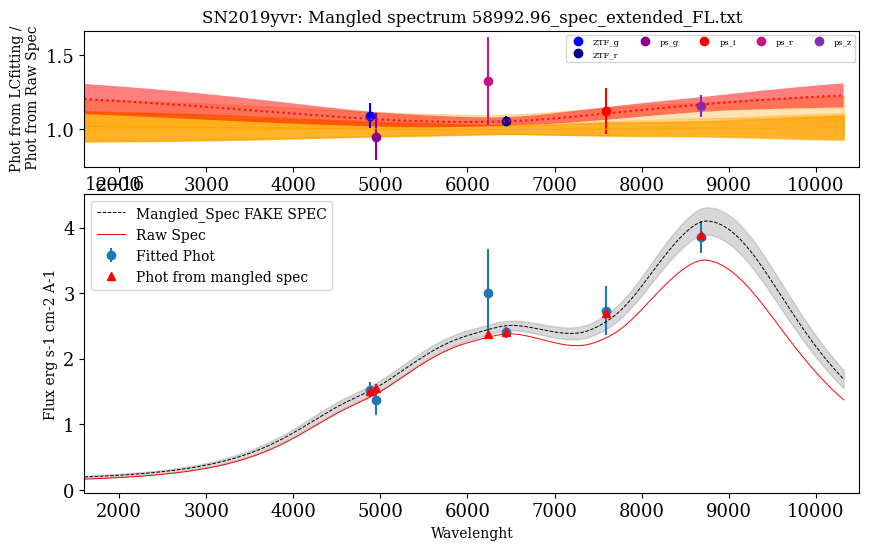 SN2019yvr: Mangled spectrum 58992.96_spec_extended_FL.txt
Phot from LCfitting /
Phot from Raw Spec
1.5
1.0
ZTF_g ps_g ps_i ps_r ps_z
ZTF_r
2000 3000 4000 5000 6000 7000 8000 9000 10000
Flux erg s-1 cm-2 A-1
4
3
2
1
0
Mangled_Spec FAKE SPEC
Raw Spec
Fitted Phot
Phot from mangled spec
2000 3000 4000 5000 6000 7000 8000 9000 10000
Wavelenght